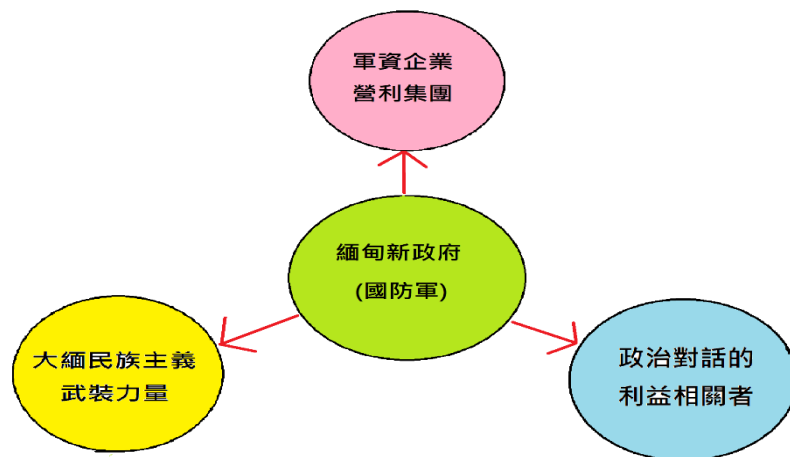 軍資企業
營利集團
緬甸新政府
(國防軍)
大緬民族主義
武裝力量
政治對話的
利益相關者